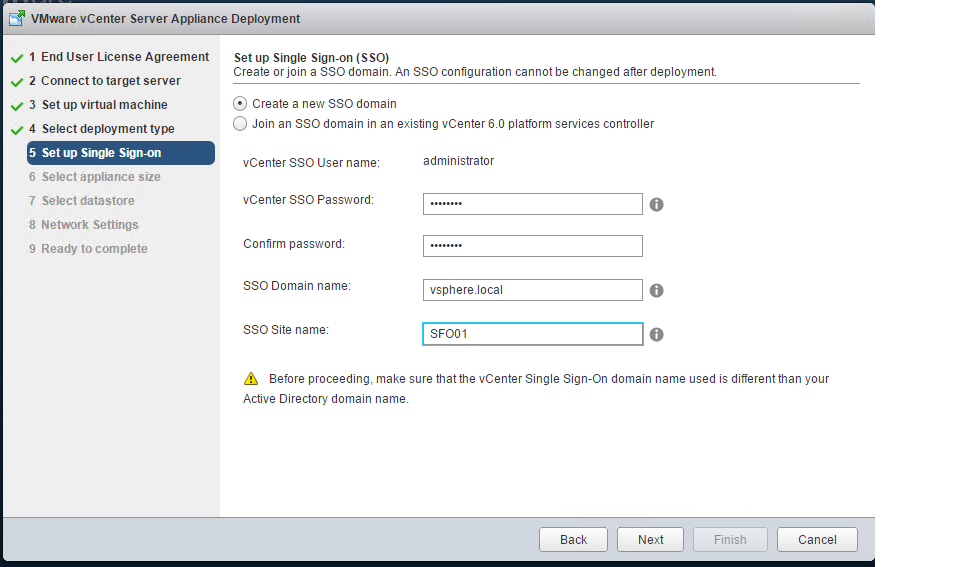 VMware vCenter Server Appliance Deployment
1 End User License Agreement
2 Connect to target server
3 Set up virtual machine
4 Select deployment type
5 Set up Single Sign-on
6 Select appliance size
7 Select datastore
8 Network Settings
9 Ready to complete
Set up Single Sign-on (SSO)
Create or join a SSO domain. An SSO configuration cannot be changed after deployment.
Create a new SSO domain
Join an SSO domain in an existing vCenter 6.0 platform services controller
vCenter SSO User name: administrator
vCenter SSO Password: ••••••••
Confirm password: ••••••••
SSO Domain name: vsphere.local
SSO Site name: SFO01
Before proceeding, make sure that the vCenter Single Sign-On domain name used is different than your
Active Directory domain name.
Back Next Finish Cancel